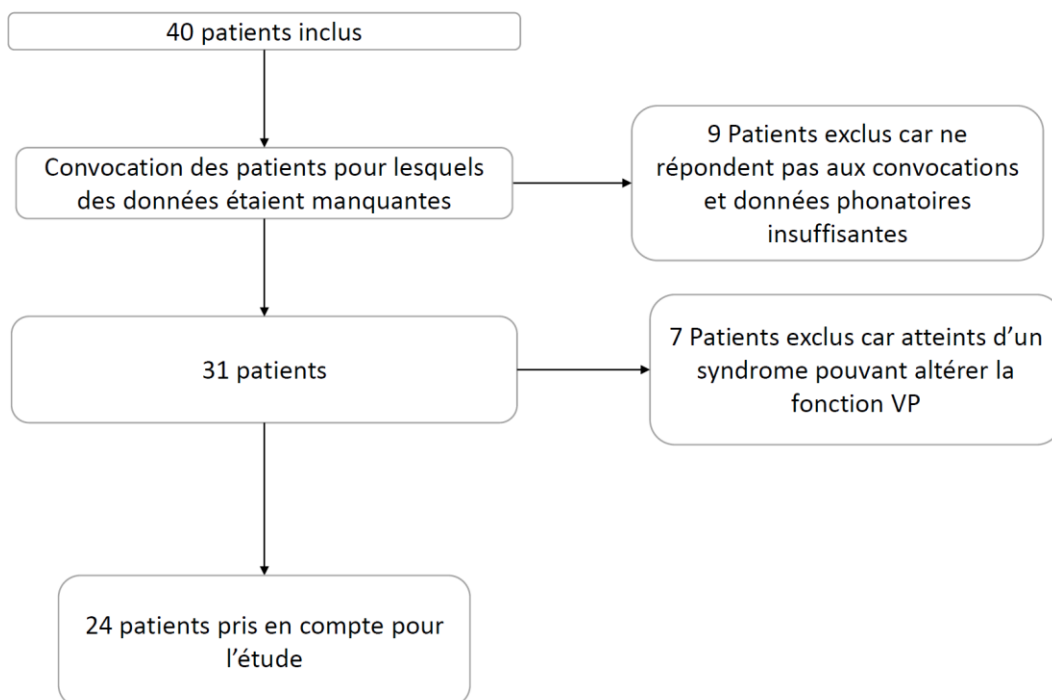 40 patients inclus
Convocation des patients pour lesquels
des données étaient manquantes
9 Patients exclus car ne
répondent pas aux convocations
et données phonatoires
insuffisantes
31 patients
7 Patients exclus car atteints d’un
syndrome pouvant altérer la
fonction VP
24 patients pris en compte pour
l’étude